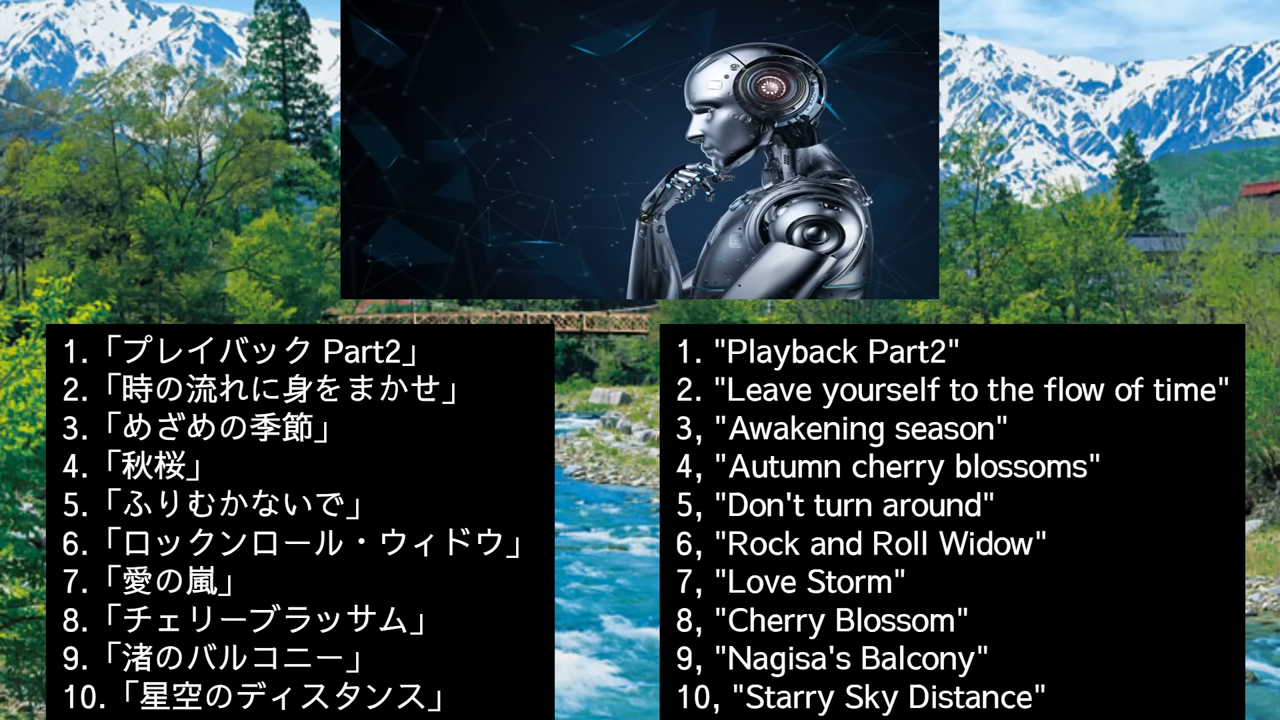 1.「プレイバック Part2」
2.「時の流れに身をまかせ」
3.「めざめの季節」
4.「秋桜」
5.「ふりむかないで」
6.「ロックンロール・ウィドウ」
7.「愛の嵐」
8.「チェリーブラッサム」
9.「渚のバルコニー」
10.「星空のディスタンス」
1. "Playback Part2"
2. "Leave yourself to the flow of time"
3, "Awakening season"
4, "Autumn cherry blossoms"
5, "Don't turn around"
6, "Rock and Roll Widow"
7, "Love Storm"
8, "Cherry Blossom"
9, "Nagisa's Balcony"
10, "Starry Sky Distance"